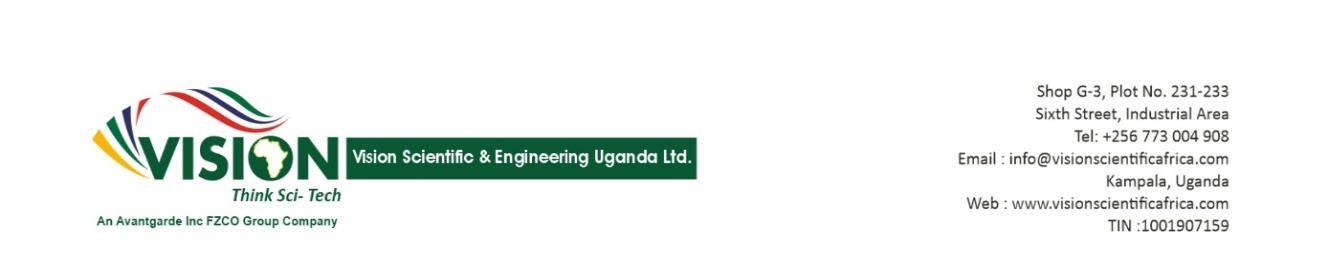 VISION
Vision Scientific & Engineering Uganda Ltd.
Think Sci- Tech
An Avantgarde Inc FZCO Group Company
Shop G-3, Plot No. 231-233
Sixth Street, Industrial Area
Tel: +256 773 004 908
Email : info@visionscientificafrica.com
Kampala, Uganda
Web : www.visionscientificafrica.com
TIN :1001907159